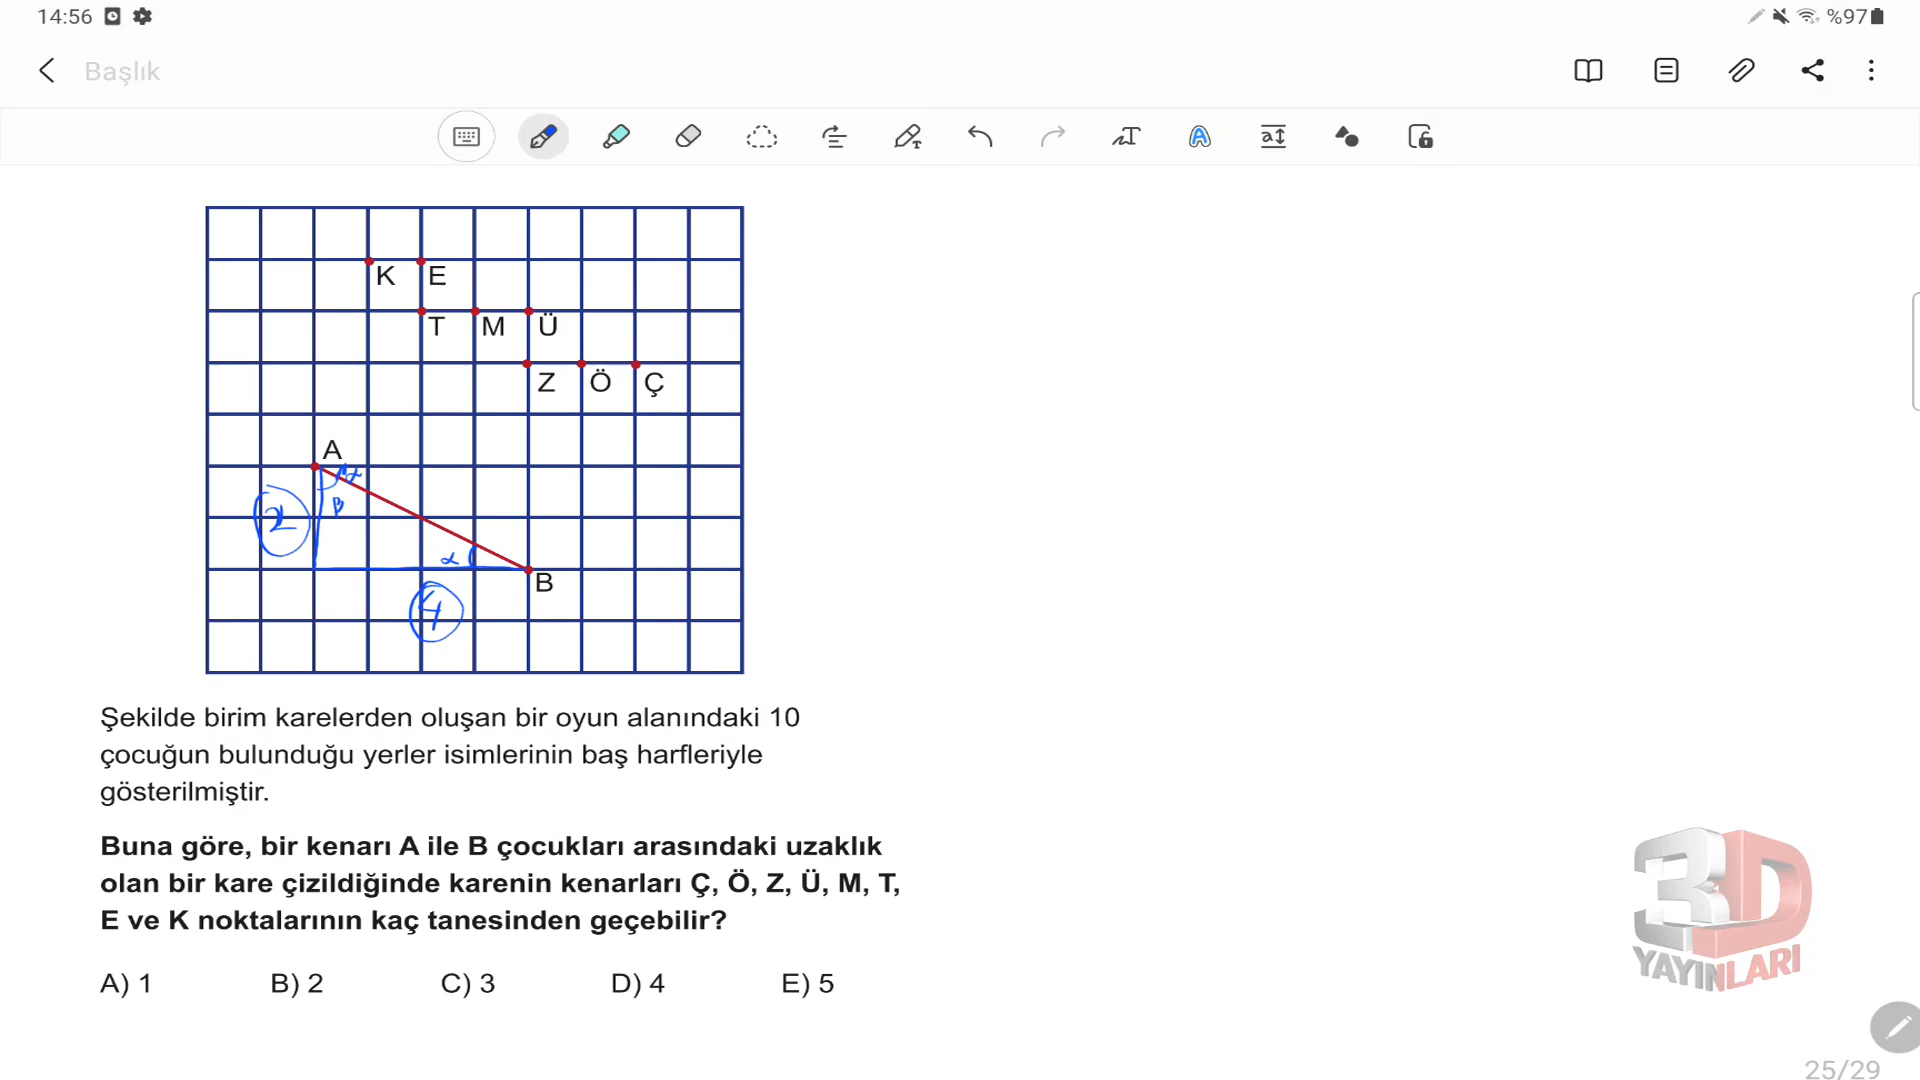 14:56
%97
Başlık
K E
T M Ü
Z Ö Ç
A
α
β
2
α
B
4
Şekilde birim karelerden oluşan bir oyun alanındaki 10
çocuğun bulunduğu yerler isimlerinin baş harfleriyle
gösterilmiştir.
Buna göre, bir kenarı A ile B çocukları arasındaki uzaklık
olan bir kare çizildiğinde karenin kenarları Ç, Ö, Z, Ü, M, T,
E ve K noktalarının kaç tanesinden geçebilir?
A) 1 B) 2 C) 3 D) 4 E) 5
3D
YAYINLARI
25/29